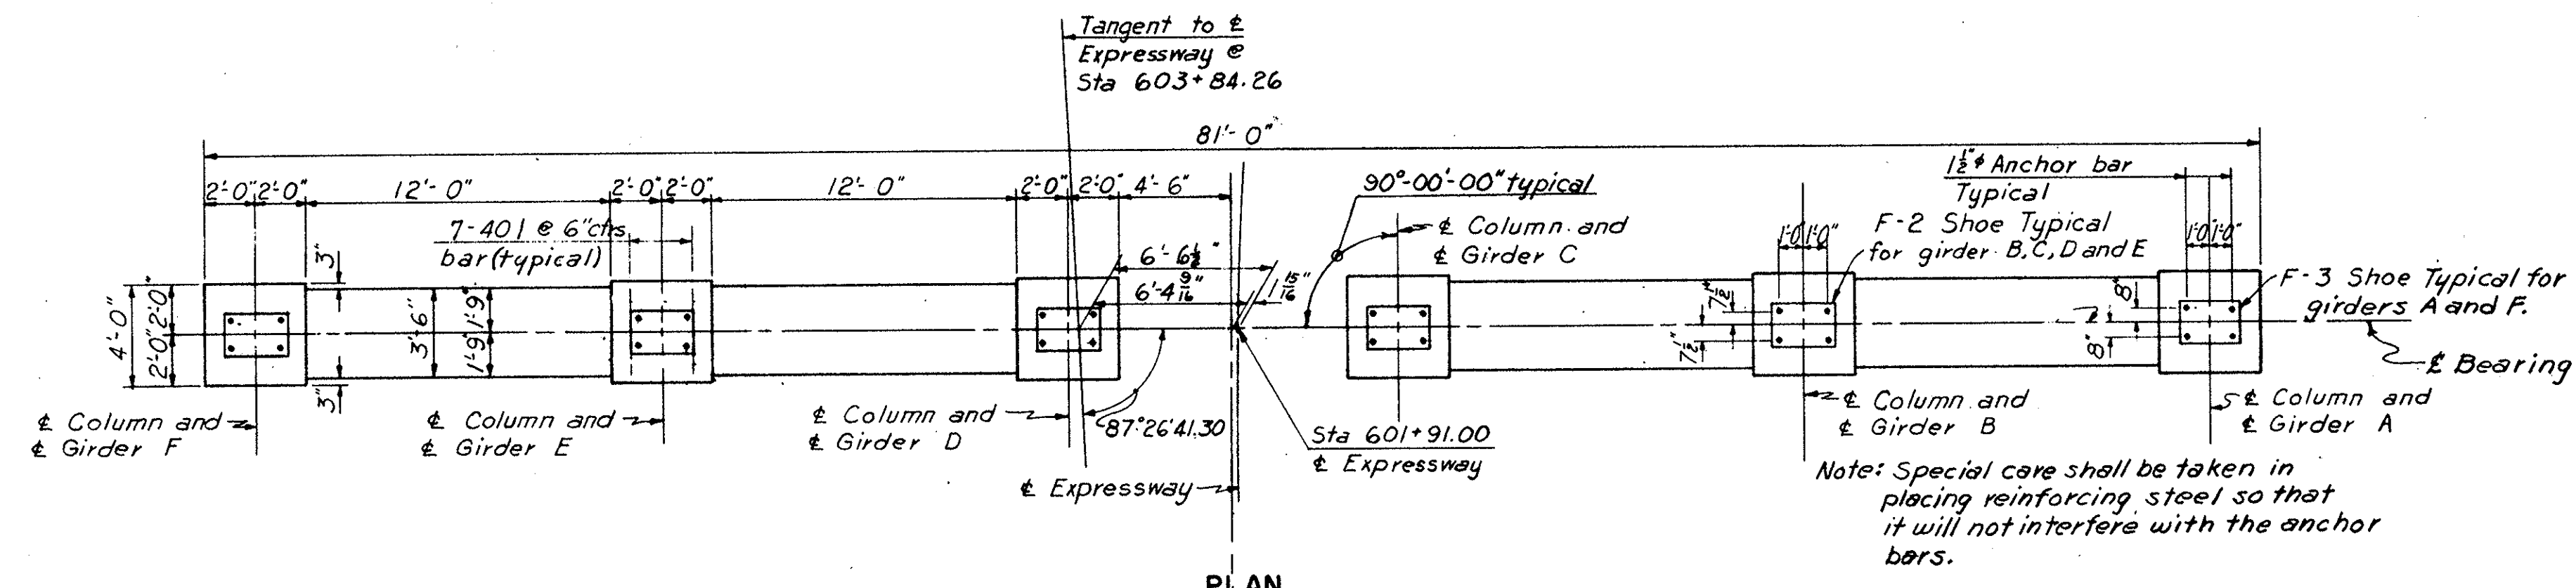 Tangent to ℄
Expressway @
Sta 603+84.26
81'-0"
2'-0" 2'-0"
12'-0"
2'-0" 2'-0"
12'-0"
2'-0" 2'-0" 4'-6"
90°-00'-00" typical
1½"φ Anchor bar
Typical
7-401 @ 6"ctrs
bar (typical)
℄ Column and
℄ Girder C
F-2 Shoe Typical
for girder B,C,D and E
1'-0" 1'-0"
1'-0" 1'-0"
6'-6½"
6'-4 9/16"
1 15/16"
F-3 Shoe Typical for
girders A and F.
3"
4'-0"
2'-0" 2'-0"
3'-6"
1'-9" 1'-9"
3"
7½"
7½"
8"
8"
℄ Bearing
℄ Column and
℄ Girder F
℄ Column and
℄ Girder E
℄ Column and
℄ Girder D
87°26'41.30
Sta 601+91.00
℄ Expressway
℄ Expressway
℄ Column and
℄ Girder B
℄ Column and
℄ Girder A
Note: Special care shall be taken in
placing reinforcing steel so that
it will not interfere with the anchor
bars.
PLAN